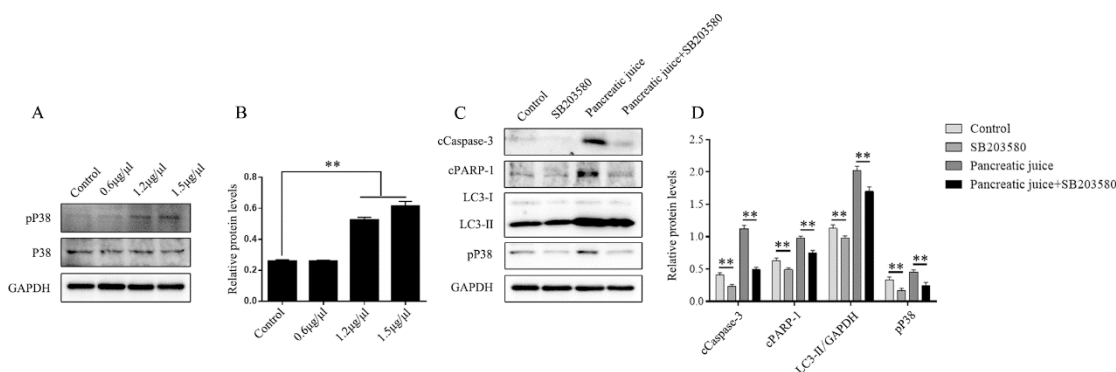 A
Control
0.6μg/μl
1.2μg/μl
1.5μg/μl
pP38
P38
GAPDH
B
**
Relative protein levels
0.8
0.6
0.4
0.2
0.0
Control
0.6μg/μl
1.2μg/μl
1.5μg/μl
C
Control
SB203580
Pancreatic juice
Pancreatic juice+SB203580
cCaspase-3
cPARP-1
LC3-I
LC3-II
pP38
GAPDH
D
Relative protein levels
2.5
2.0
1.5
1.0
0.5
0.0
**
**
**
**
**
**
**
**
cCaspase-3
cPARP-1
LC3-II/GAPDH
pP38
Control
SB203580
Pancreatic juice
Pancreatic juice+SB203580